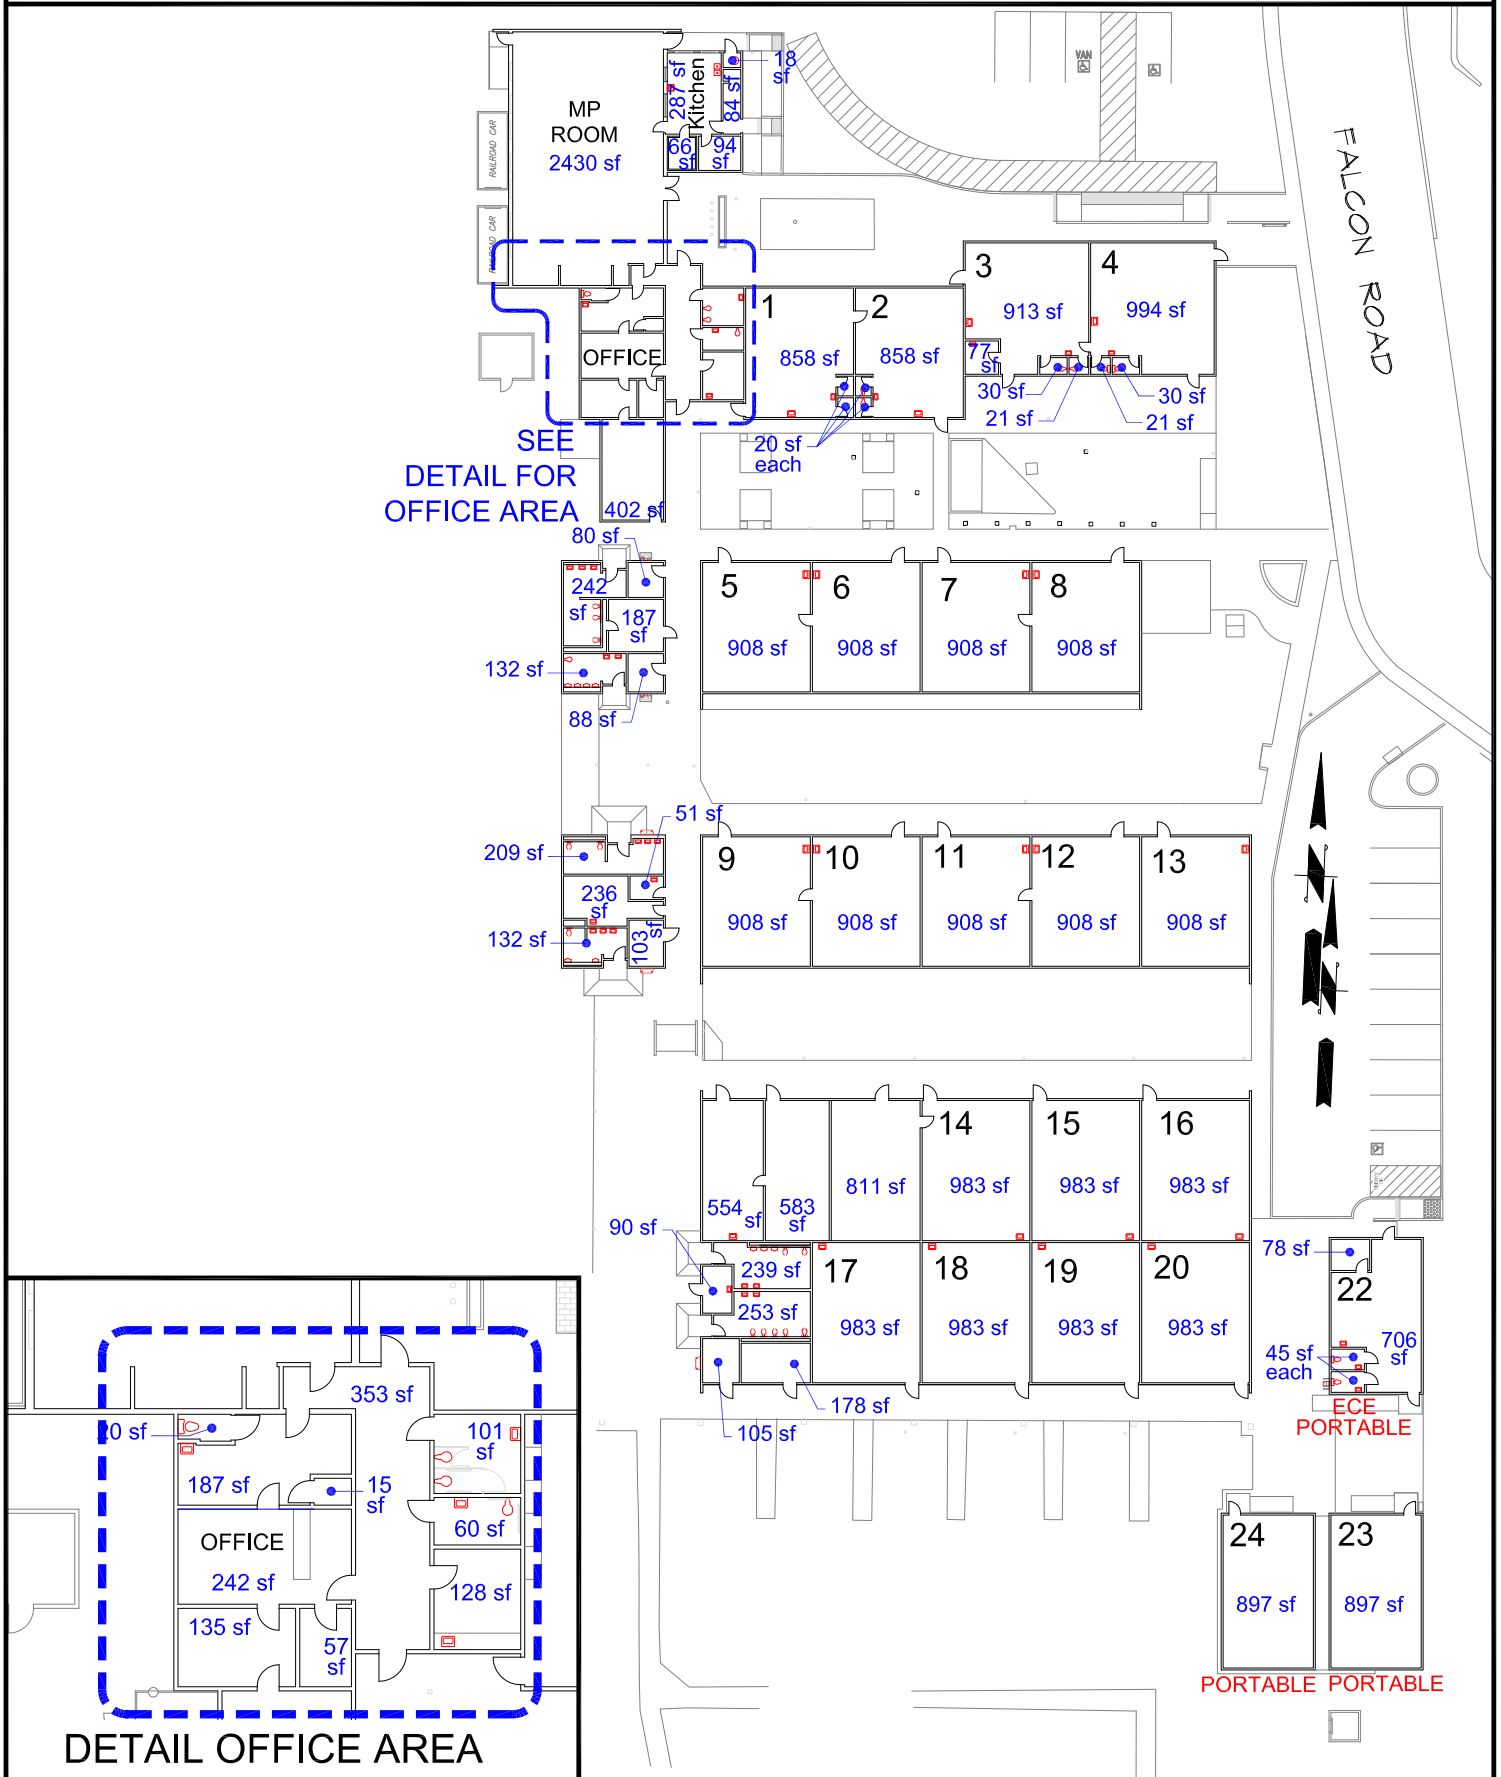 MP
ROOM
2430 sf
287 sf
Kitchen
18
sf
84 sf
66
sf
94
sf
VAN
RAILROAD CAR
RAILROAD CAR
FALCON ROAD
OFFICE
1
858 sf
2
858 sf
3
913 sf
4
994 sf
77
sf
30 sf
21 sf
30 sf
21 sf
20 sf
each
SEE
DETAIL FOR
OFFICE AREA
402 sf
80 sf
242
sf
187
sf
132 sf
88 sf
5
908 sf
6
908 sf
7
908 sf
8
908 sf
51 sf
209 sf
236
sf
132 sf
103
sf
9
908 sf
10
908 sf
11
908 sf
12
908 sf
13
908 sf
N
N
554
sf
583
sf
811 sf
14
983 sf
15
983 sf
16
983 sf
90 sf
239 sf
253 sf
17
983 sf
18
983 sf
19
983 sf
20
983 sf
178 sf
105 sf
78 sf
22
706
sf
45 sf
each
ECE
PORTABLE
24
897 sf
PORTABLE
23
897 sf
PORTABLE
353 sf
20 sf
187 sf
15
sf
101
sf
60 sf
OFFICE
242 sf
128 sf
135 sf
57
sf
DETAIL OFFICE AREA